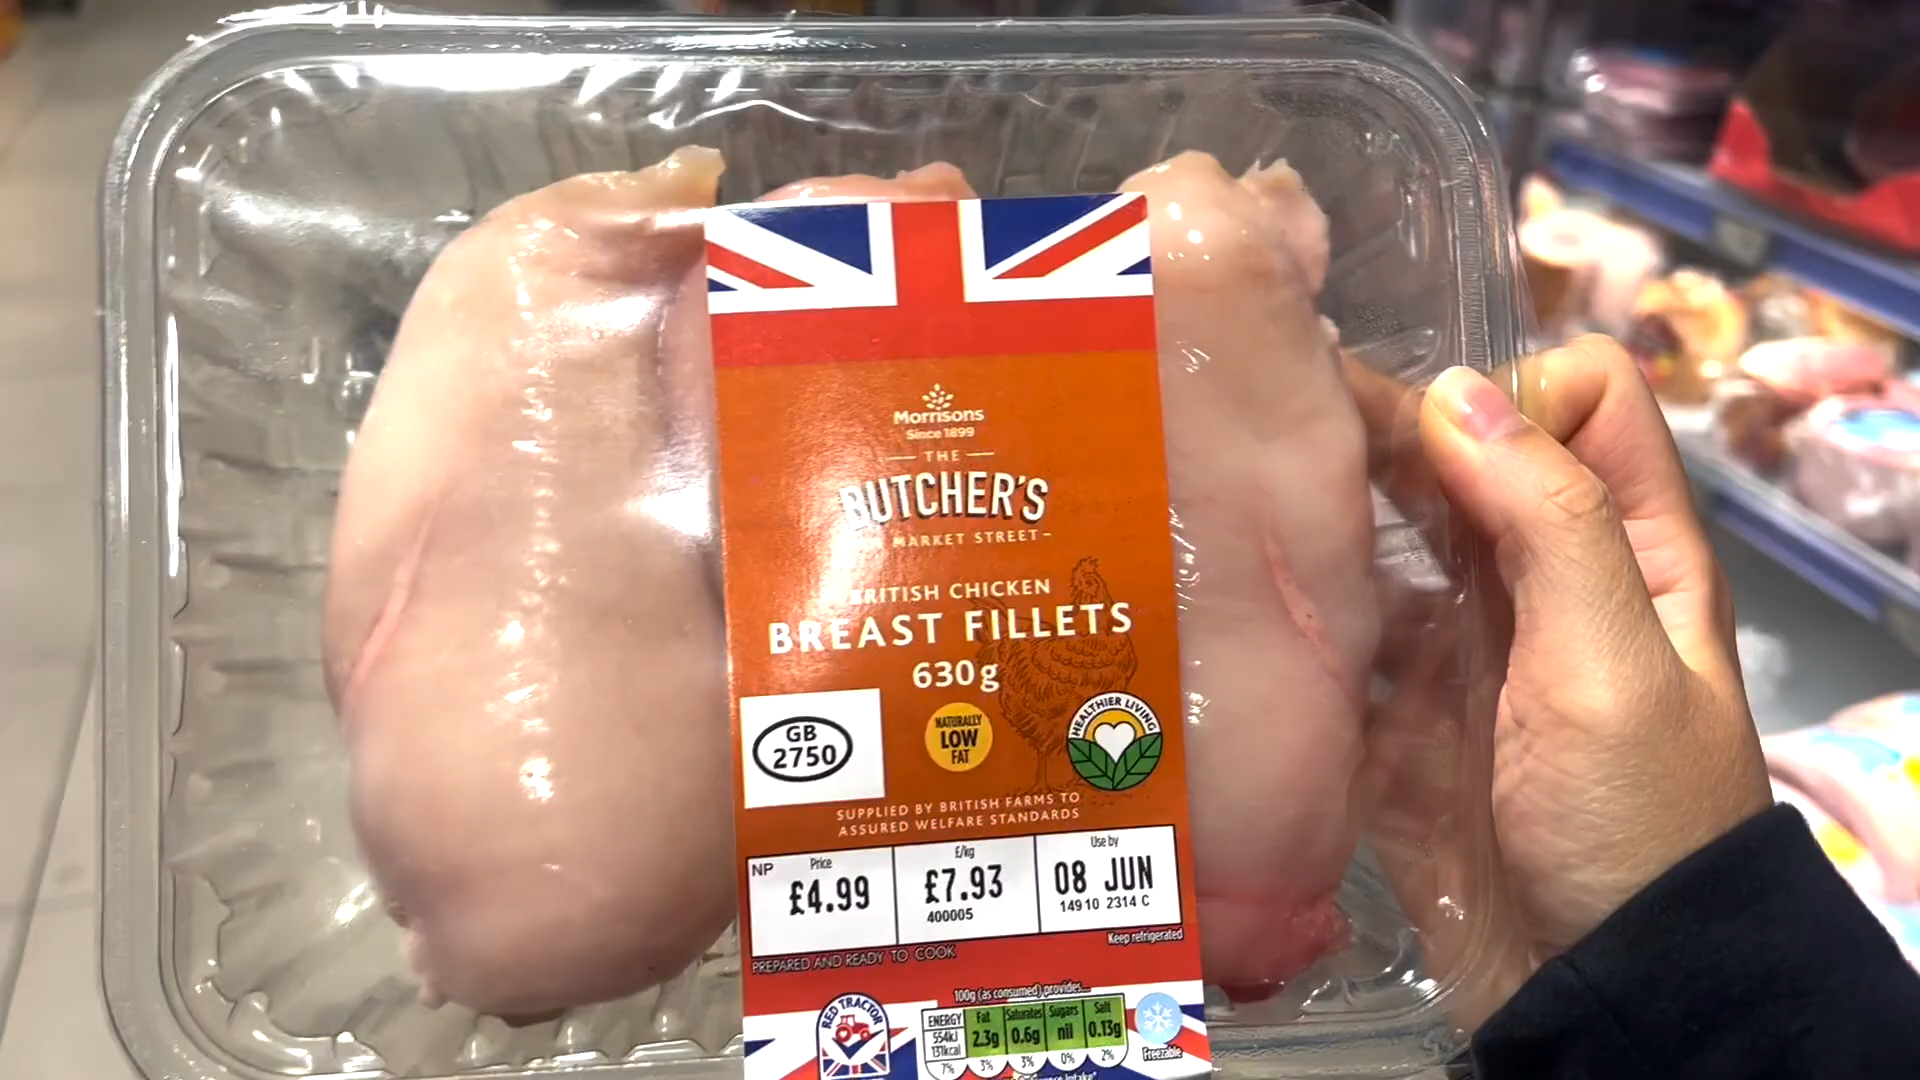 Morrisons
Since 1899
THE
BUTCHER'S
MARKET STREET
BRITISH CHICKEN
BREAST FILLETS
630g
GB
2750
NATURALLY
LOW
FAT
HEALTHIER LIVING
SUPPLIED BY BRITISH FARMS TO
ASSURED WELFARE STANDARDS
NP Price £/kg Use by
£4.99 £7.93 08 JUN
400005 149 10 2314 C
PREPARED AND READY TO COOK Keep refrigerated
RED TRACTOR
100g (as consumed) provides...
ENERGY Fat Saturates Sugars Salt
554kJ 2.3g 0.6g nil 0.13g
131kcal
7% 3% 3% 0% 2%
Freezable